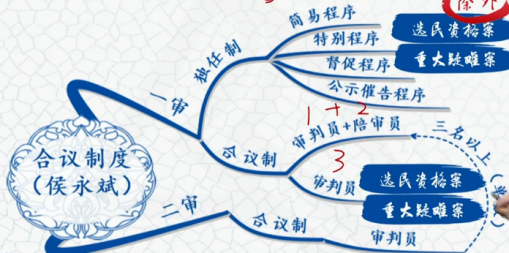 除外
简易程序
特别程序
选民资格案
督促程序
重大疑难案
独任制
公示催告程序
一审
1+2
审判员+陪审员
三名以上
合议制度
(侯永斌)
合议制
3
审判员
选民资格案
重大疑难案
二审
合议制
审判员